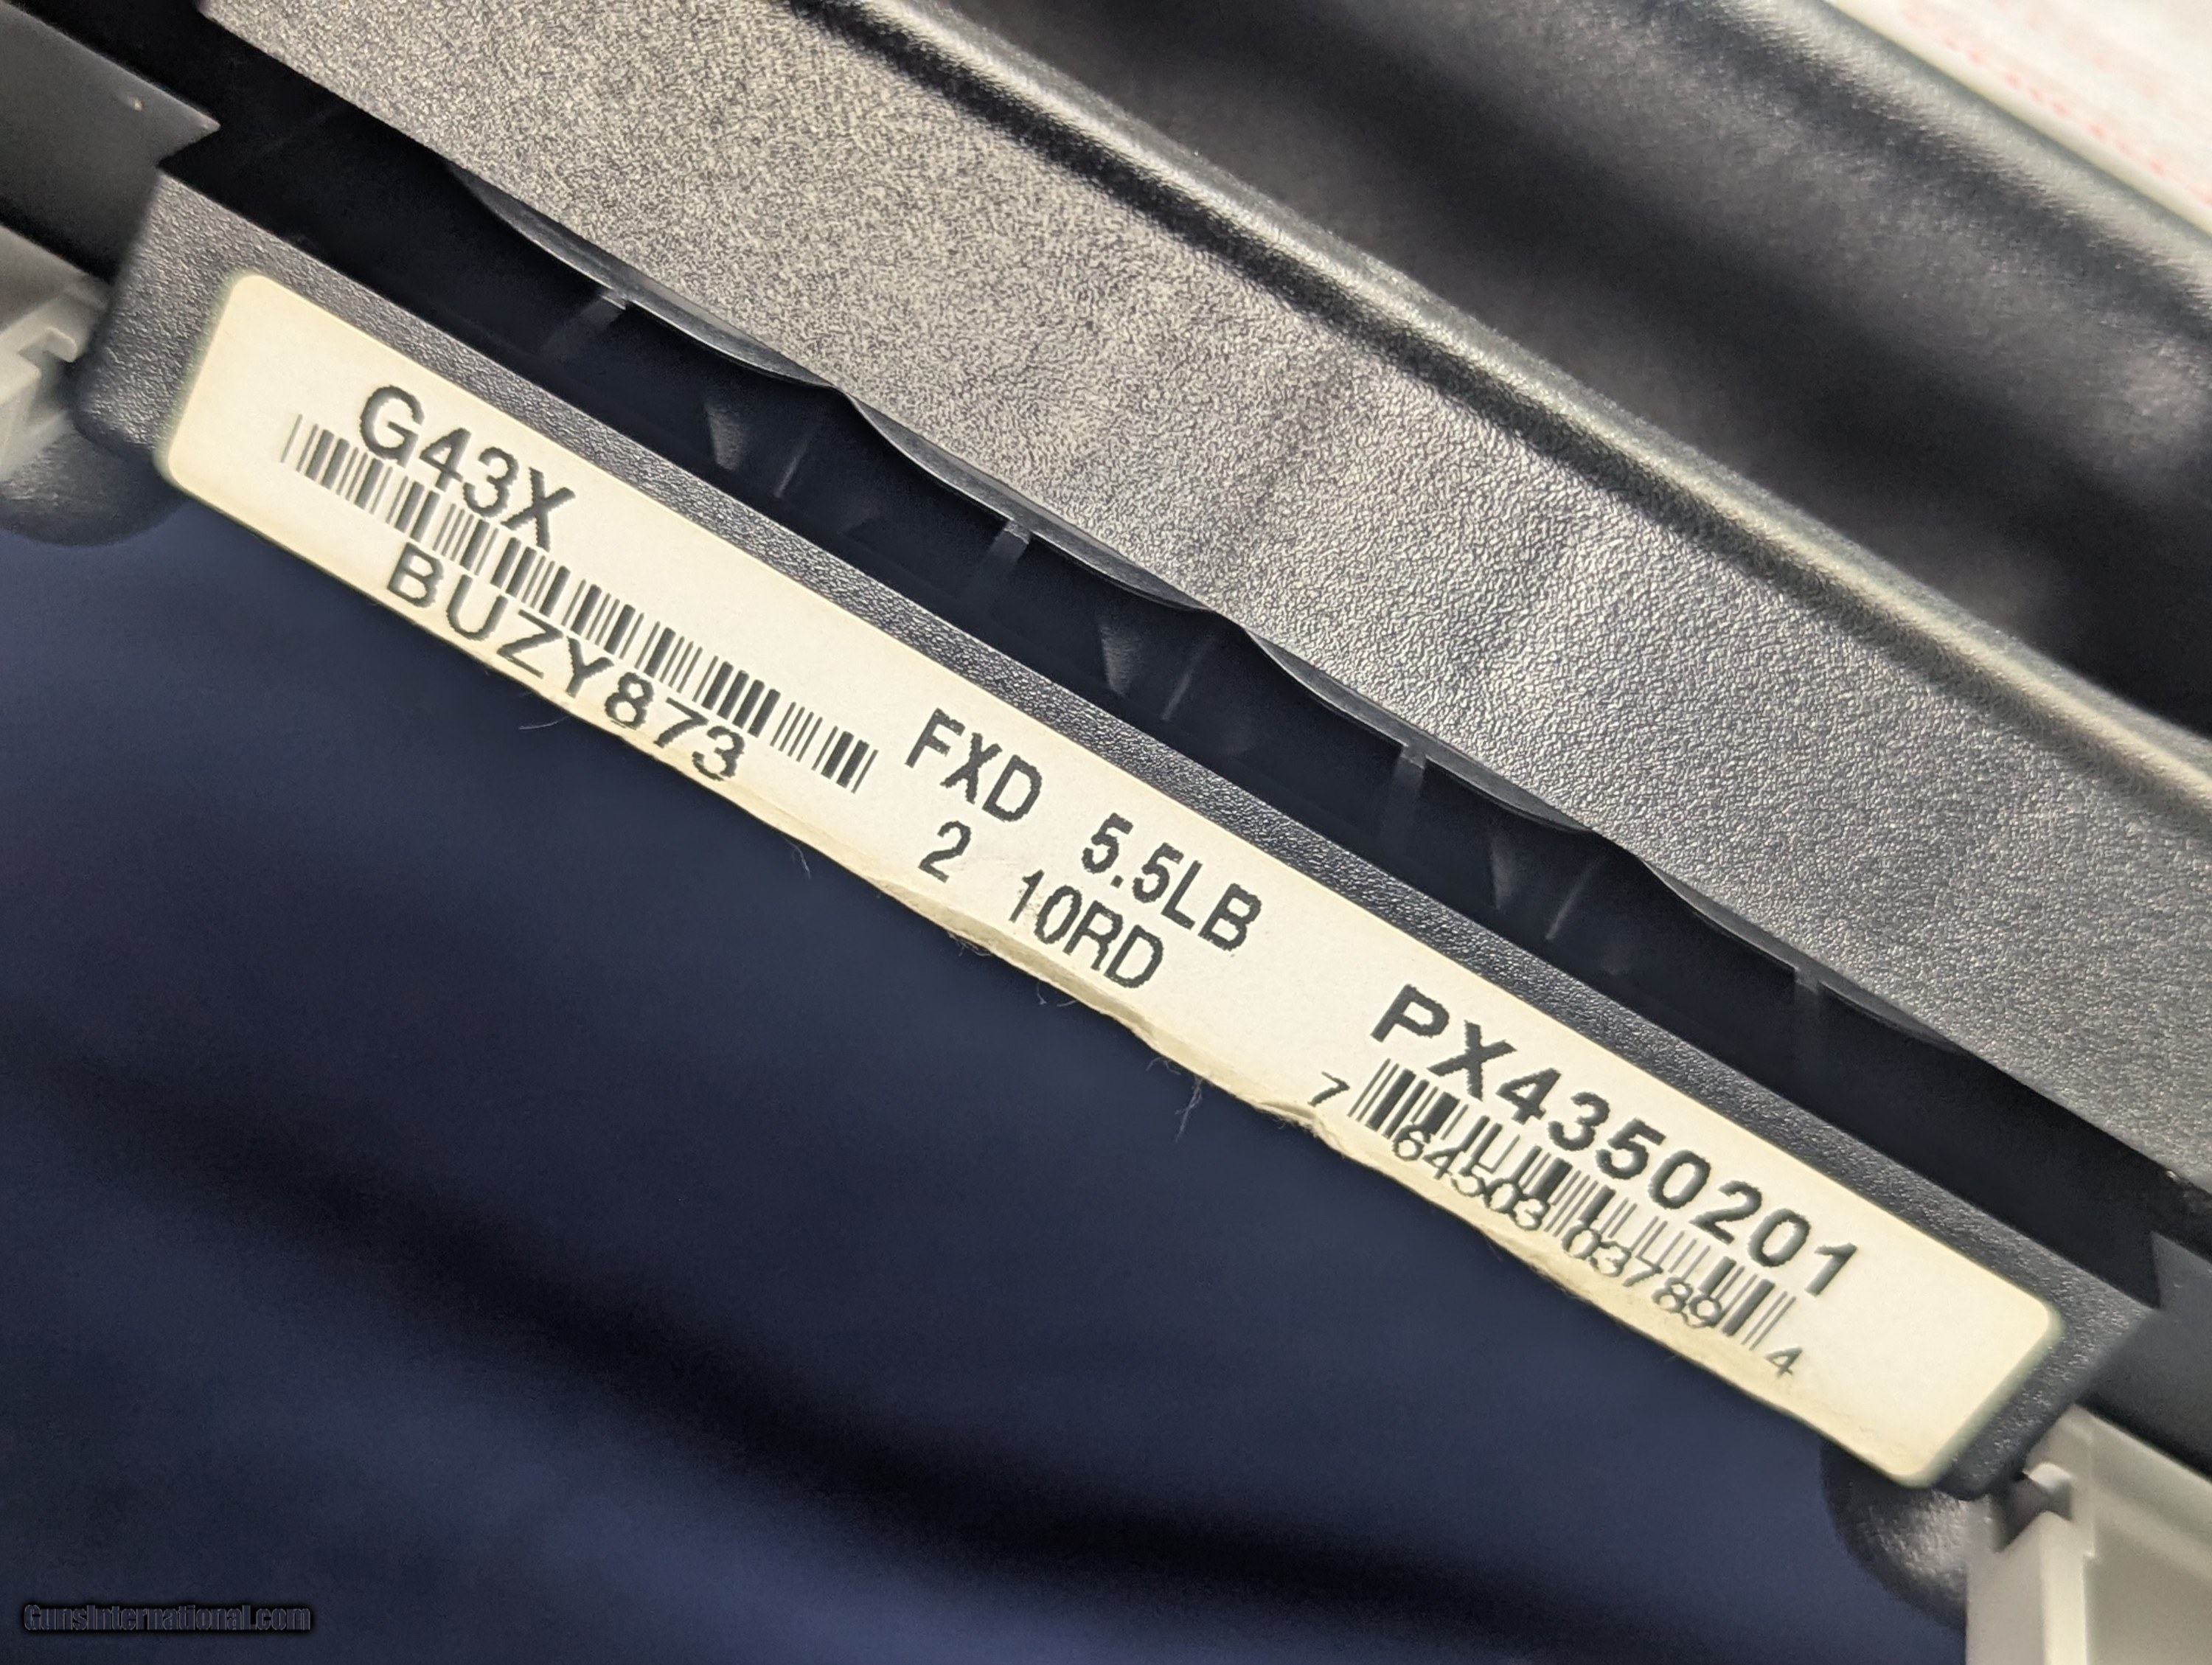 G43X
BUZY873
FXD 5.5LB
2 10RD
PX4350201
7 64503 03789 4
GunsInternational.com